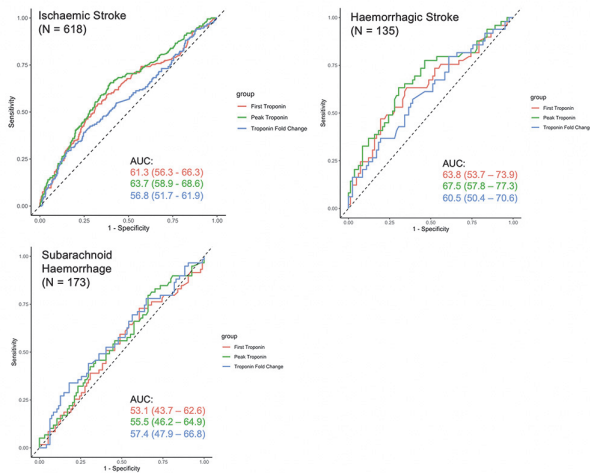 Ischaemic Stroke
(N = 618)
1.00
0.75
0.50
0.25
0.00
Sensitivity
0.00 0.25 0.50 0.75 1.00
1 - Specificity
group
First Troponin
Peak Troponin
Troponin Fold Change
AUC:
61.3 (56.3 - 66.3)
63.7 (58.9 - 68.6)
56.8 (51.7 - 61.9)
Haemorrhagic Stroke
(N = 135)
1.00
0.75
0.50
0.25
0.00
Sensitivity
0.00 0.25 0.50 0.75 1.00
1 - Specificity
group
First Troponin
Peak Troponin
Troponin Fold Change
AUC:
63.8 (53.7 - 73.9)
67.5 (57.8 - 77.3)
60.5 (50.4 - 70.6)
Subarachnoid
Haemorrhage
(N = 173)
1.00
0.75
0.50
0.25
0.00
Sensitivity
0.00 0.25 0.50 0.75 1.00
1 - Specificity
group
First Troponin
Peak Troponin
Troponin Fold Change
AUC:
53.1 (43.7 – 62.6)
55.5 (46.2 – 64.9)
57.4 (47.9 – 66.8)